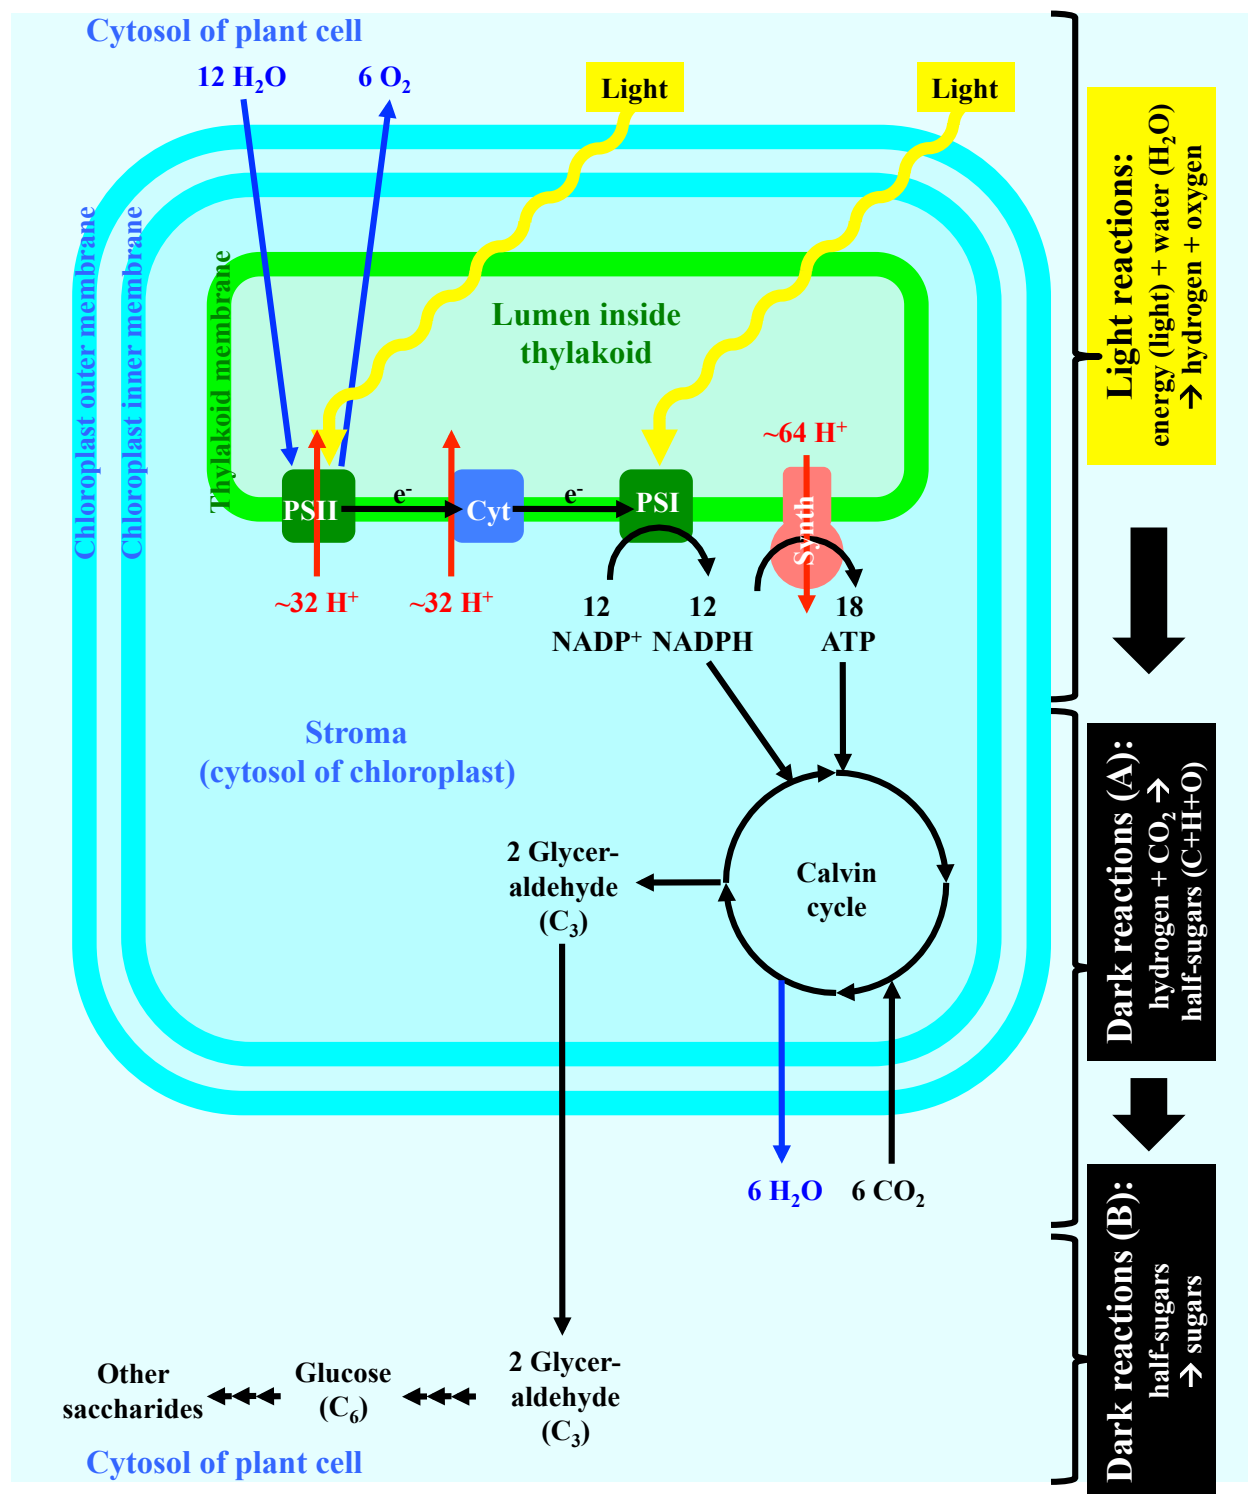 Cytosol of plant cell
12 H₂O
6 O₂
Light
Light
Chloroplast outer membrane
Chloroplast inner membrane
Thylakoid membrane
Lumen inside
thylakoid
~64 H⁺
PSII
e⁻
Cyt
e⁻
PSI
Synth
~32 H⁺
~32 H⁺
12
NADP⁺
12
NADPH
18
ATP
Stroma
(cytosol of chloroplast)
2 Glycer-
aldehyde
(C₃)
Calvin
cycle
6 H₂O
6 CO₂
Other
saccharides
Glucose
(C₆)
2 Glycer-
aldehyde
(C₃)
Cytosol of plant cell
Light reactions:
energy (light) + water (H₂O)
→ hydrogen + oxygen
Dark reactions (A):
hydrogen + CO₂ →
half-sugars (C+H+O)
Dark reactions (B):
half-sugars
→ sugars